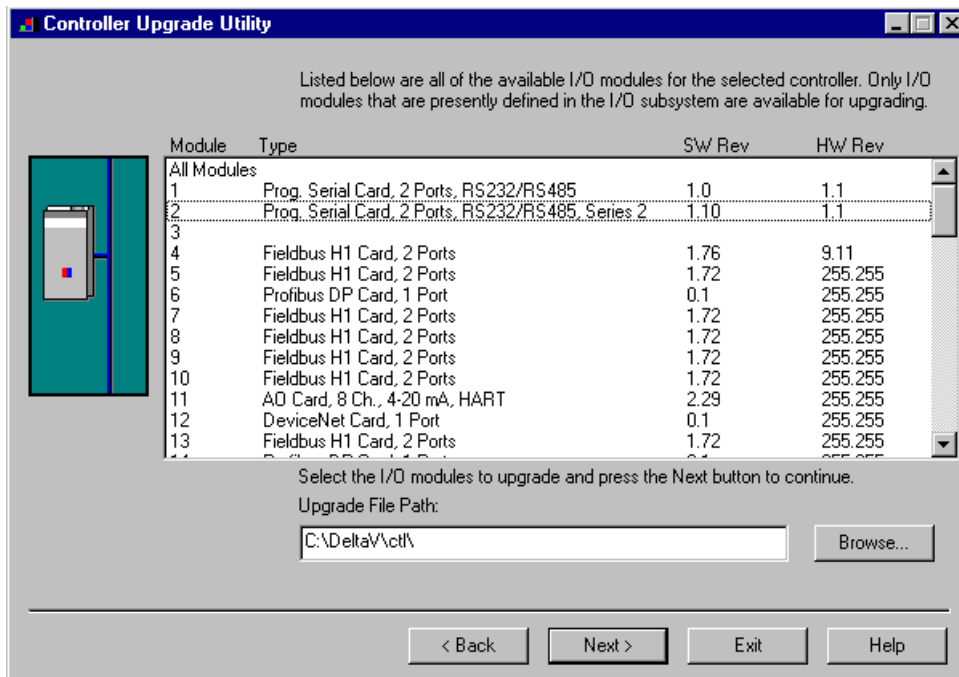 Controller Upgrade Utility
Listed below are all of the available I/O modules for the selected controller. Only I/O
modules that are presently defined in the I/O subsystem are available for upgrading.
Module Type SW Rev HW Rev
All Modules
1 Prog. Serial Card, 2 Ports, RS232/RS485 1.0 1.1
2 Prog. Serial Card, 2 Ports, RS232/RS485, Series 2 1.10 1.1
3
4 Fieldbus H1 Card, 2 Ports 1.76 9.11
5 Fieldbus H1 Card, 2 Ports 1.72 255.255
6 Profibus DP Card, 1 Port 0.1 255.255
7 Fieldbus H1 Card, 2 Ports 1.72 255.255
8 Fieldbus H1 Card, 2 Ports 1.72 255.255
9 Fieldbus H1 Card, 2 Ports 1.72 255.255
10 Fieldbus H1 Card, 2 Ports 1.72 255.255
11 AO Card, 8 Ch., 4-20 mA, HART 2.29 255.255
12 DeviceNet Card, 1 Port 0.1 255.255
13 Fieldbus H1 Card, 2 Ports 1.72 255.255
Select the I/O modules to upgrade and press the Next button to continue.
Upgrade File Path:
C:\DeltaV\ctl\
Browse...
< Back Next > Exit Help